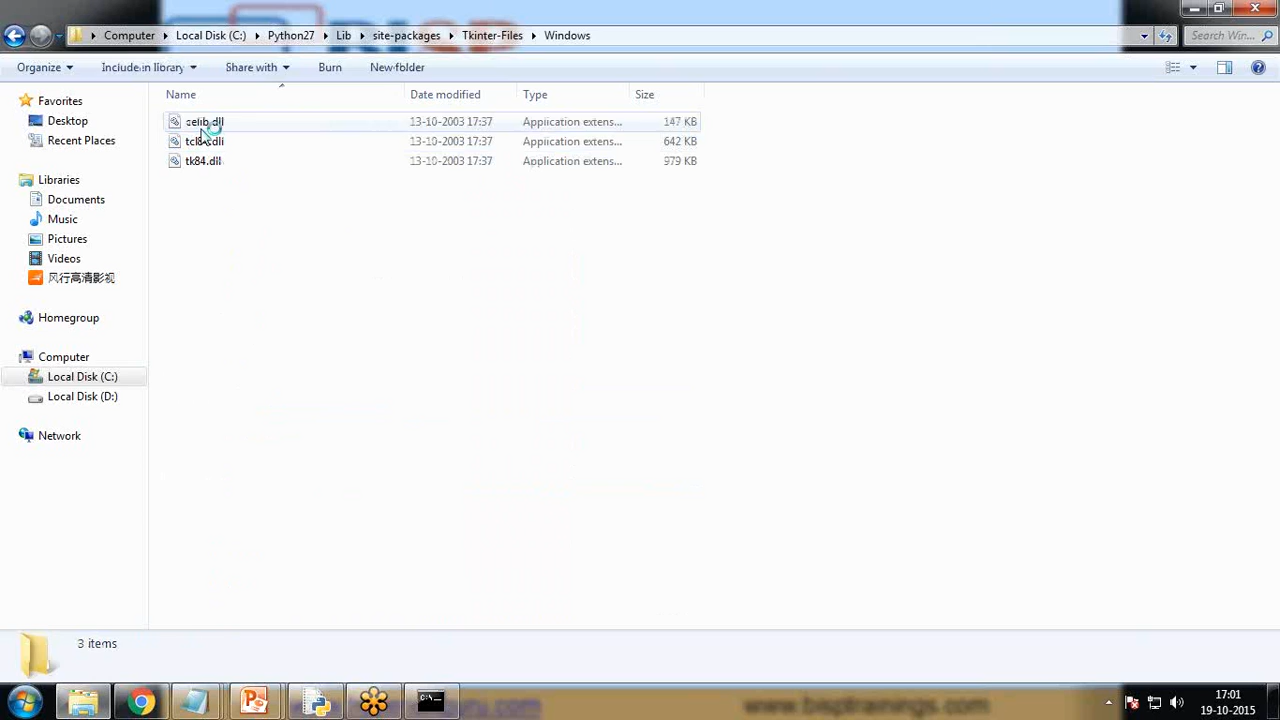 Computer Local Disk (C:) Python27 Lib site-packages Tkinter-Files Windows
Search Win...
Organize Include in library Share with Burn New folder
Name Date modified Type Size
Favorites
Desktop
Recent Places
Libraries
Documents
Music
Pictures
Videos
风行高清影视
Homegroup
Computer
Local Disk (C:)
Local Disk (D:)
Network
celib.dll 13-10-2003 17:37 Application extens... 147 KB
tcl84.dll 13-10-2003 17:37 Application extens... 642 KB
tk84.dll 13-10-2003 17:37 Application extens... 979 KB
3 items
17:01
19-10-2015